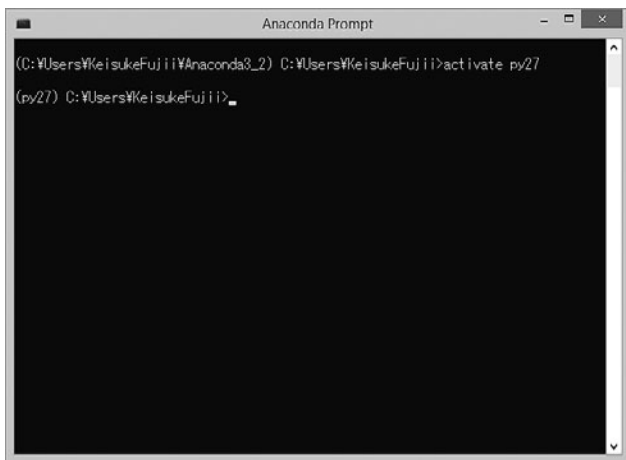 Anaconda Prompt
(C:¥Users¥KeisukeFujii¥Anaconda3_2) C:¥Users¥KeisukeFujii>activate py27
(py27) C:¥Users¥KeisukeFujii>